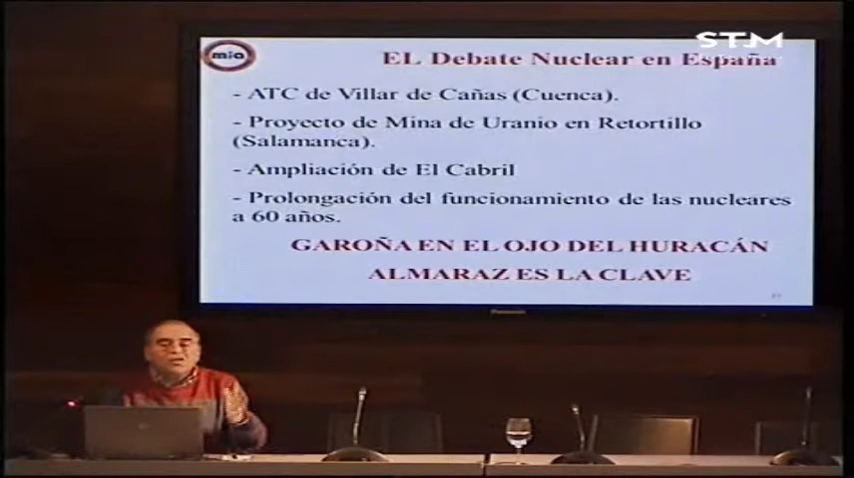 STM
mia
EL Debate Nuclear en España
- ATC de Villar de Cañas (Cuenca).
- Proyecto de Mina de Uranio en Retortillo
(Salamanca).
- Ampliación de El Cabril
- Prolongación del funcionamiento de las nucleares
a 60 años.
GAROÑA EN EL OJO DEL HURACÁN
ALMARAZ ES LA CLAVE
Panasonic